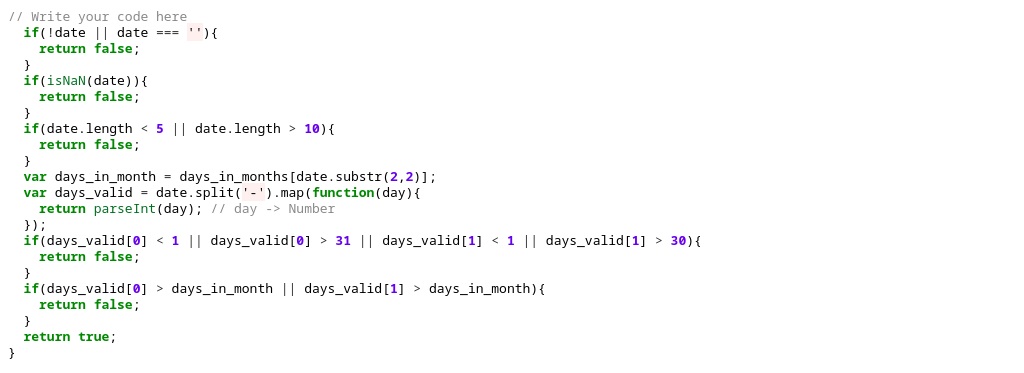 // Write your code here
  if(!date || date === ''){
    return false;
  }
  if(isNaN(date)){
    return false;
  }
  if(date.length < 5 || date.length > 10){
    return false;
  }
  var days_in_month = days_in_months[date.substr(2,2)];
  var days_valid = date.split('-').map(function(day){
    return parseInt(day); // day -> Number
  });
  if(days_valid[0] < 1 || days_valid[0] > 31 || days_valid[1] < 1 || days_valid[1] > 30){
    return false;
  }
  if(days_valid[0] > days_in_month || days_valid[1] > days_in_month){
    return false;
  }
  return true;
}